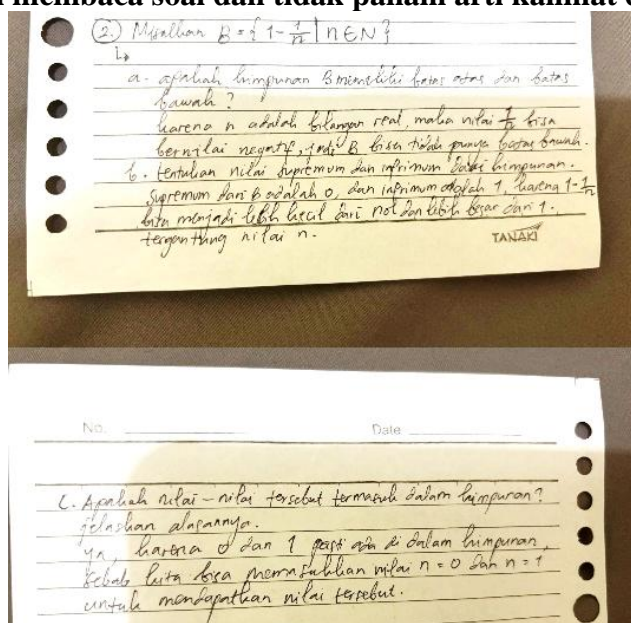 membaca soal dan tidak paham arti kalimat
② Misalkan B = { 1 - 1/n | n ∈ N }
a. apakah himpunan B memiliki batas atas dan batas
bawah?
karena n adalah bilangan real, maka nilai 1/n bisa
bernilai negatif, jadi B bisa tidak punya batas bawah.
b. tentukan nilai supremum dan infrimum dari himpunan.
Supremum dari B adalah 0, dan infrimum adalah 1, karena 1 - 1/n
bisa menjadi lebih kecil dari nol dan lebih besar dari 1.
tergantung nilai n.
TANAKI
No.
Date
C. Apakah nilai-nilai tersebut termasuk dalam himpunan?
jelaskan alasannya.
ya, karena 0 dan 1 pasti ada di dalam himpunan,
sebab kita bisa memasukkan nilai n = 0 dan n = 1
untuk mendapatkan nilai tersebut.